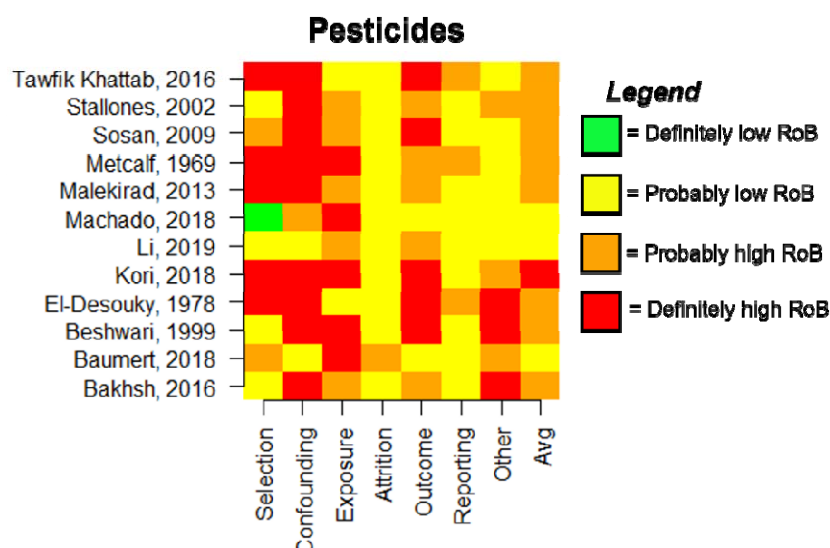 Pesticides
Tawfik Khattab, 2016
Stallones, 2002
Sosan, 2009
Metcalf, 1969
Malekirad, 2013
Machado, 2018
Li, 2019
Kori, 2018
El-Desouky, 1978
Beshwari, 1999
Baumert, 2018
Bakhsh, 2016
Selection
Confounding
Exposure
Attrition
Outcome
Reporting
Other
Avg
Legend
= Definitely low RoB
= Probably low RoB
= Probably high RoB
= Definitely high RoB